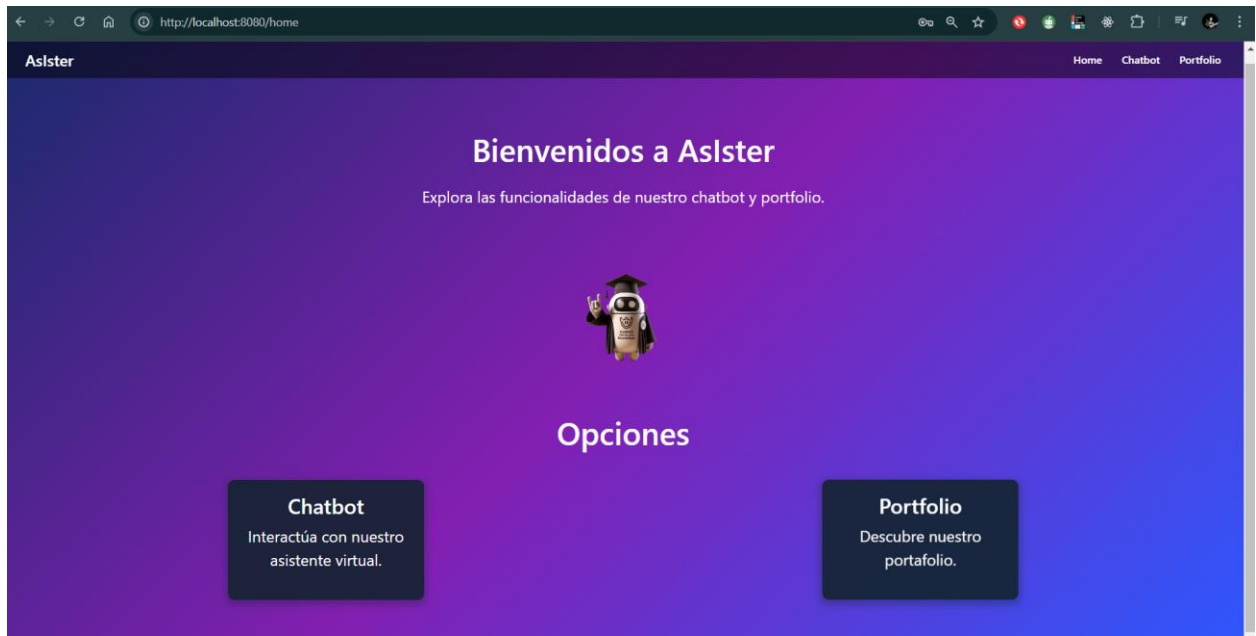 http://localhost:8080/home
AsIster
Home Chatbot Portfolio
Bienvenidos a AsIster
Explora las funcionalidades de nuestro chatbot y portfolio.
Opciones
Chatbot
Interactúa con nuestro
asistente virtual.
Portfolio
Descubre nuestro
portafolio.